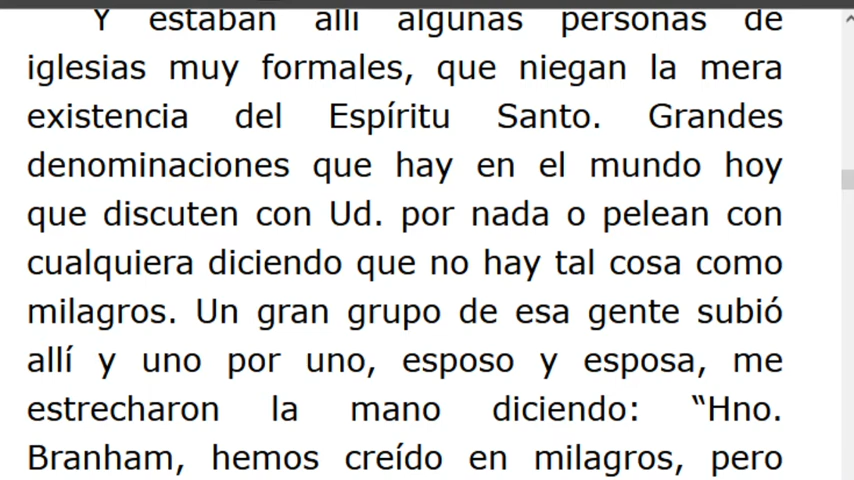 Y estaban allí algunas personas de
iglesias muy formales, que niegan la mera
existencia del Espíritu Santo. Grandes
denominaciones que hay en el mundo hoy
que discuten con Ud. por nada o pelean con
cualquiera diciendo que no hay tal cosa como
milagros. Un gran grupo de esa gente subió
allí y uno por uno, esposo y esposa, me
estrecharon la mano diciendo: “Hno.
Branham, hemos creído en milagros, pero